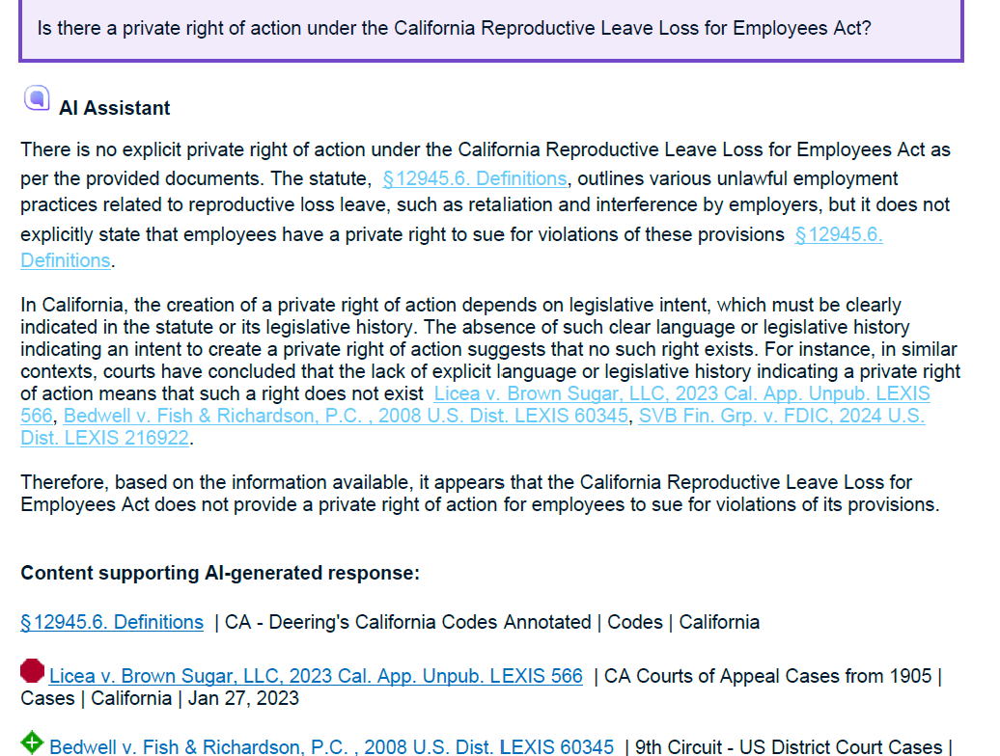 Is there a private right of action under the California Reproductive Leave Loss for Employees Act?
AI Assistant
There is no explicit private right of action under the California Reproductive Leave Loss for Employees Act as
per the provided documents. The statute, §12945.6. Definitions, outlines various unlawful employment
practices related to reproductive loss leave, such as retaliation and interference by employers, but it does not
explicitly state that employees have a private right to sue for violations of these provisions §12945.6.
Definitions.
In California, the creation of a private right of action depends on legislative intent, which must be clearly
indicated in the statute or its legislative history. The absence of such clear language or legislative history
indicating an intent to create a private right of action suggests that no such right exists. For instance, in similar
contexts, courts have concluded that the lack of explicit language or legislative history indicating a private right
of action means that such a right does not exist Licea v. Brown Sugar, LLC, 2023 Cal. App. Unpub. LEXIS
566, Bedwell v. Fish & Richardson, P.C. , 2008 U.S. Dist. LEXIS 60345, SVB Fin. Grp. v. FDIC, 2024 U.S.
Dist. LEXIS 216922.
Therefore, based on the information available, it appears that the California Reproductive Leave Loss for
Employees Act does not provide a private right of action for employees to sue for violations of its provisions.
Content supporting AI-generated response:
§12945.6. Definitions | CA - Deering's California Codes Annotated | Codes | California
Licea v. Brown Sugar, LLC, 2023 Cal. App. Unpub. LEXIS 566 | CA Courts of Appeal Cases from 1905 |
Cases | California | Jan 27, 2023
Bedwell v. Fish & Richardson, P.C. , 2008 U.S. Dist. LEXIS 60345 | 9th Circuit - US District Court Cases |